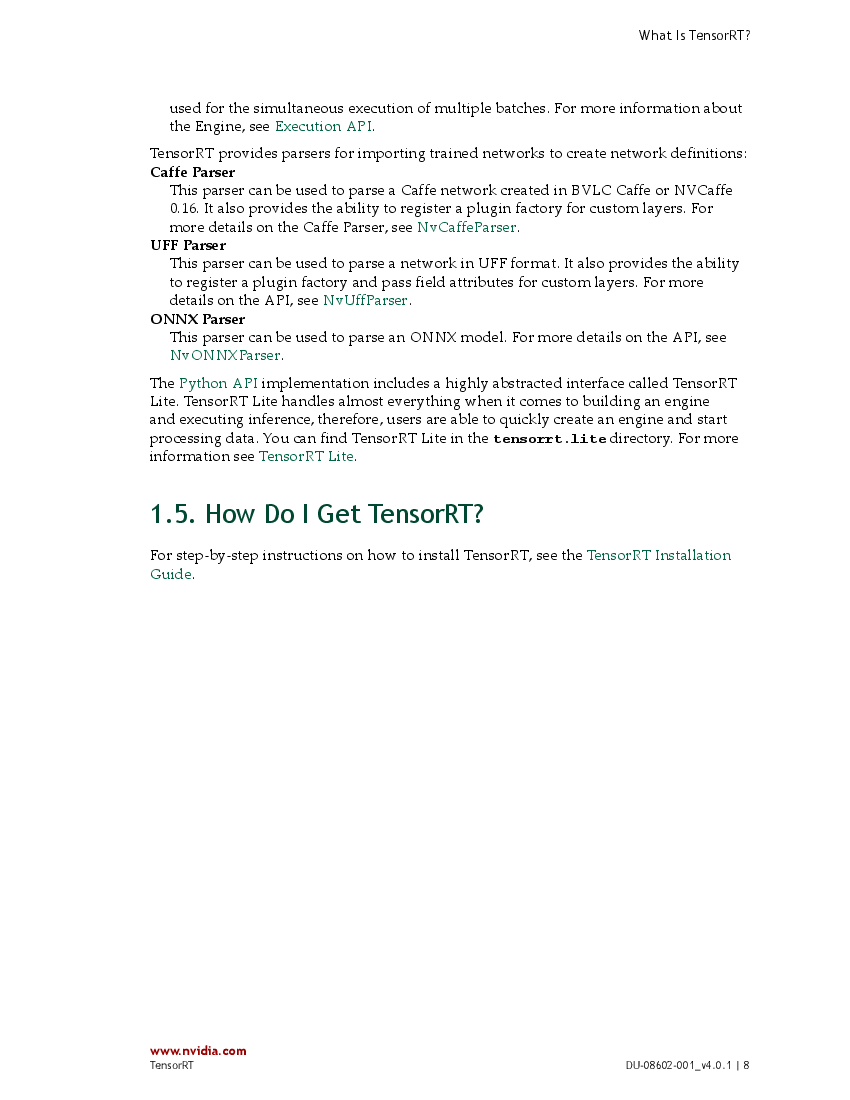 What Is TensorRT?
used for the simultaneous execution of multiple batches. For more information about
the Engine, see Execution API.
TensorRT provides parsers for importing trained networks to create network definitions:
Caffe Parser
This parser can be used to parse a Caffe network created in BVLC Caffe or NVCaffe
0.16. It also provides the ability to register a plugin factory for custom layers. For
more details on the Caffe Parser, see NvCaffeParser.
UFF Parser
This parser can be used to parse a network in UFF format. It also provides the ability
to register a plugin factory and pass field attributes for custom layers. For more
details on the API, see NvUffParser.
ONNX Parser
This parser can be used to parse an ONNX model. For more details on the API, see
NvONNXParser.
The Python API implementation includes a highly abstracted interface called TensorRT
Lite. TensorRT Lite handles almost everything when it comes to building an engine
and executing inference, therefore, users are able to quickly create an engine and start
processing data. You can find TensorRT Lite in the tensorrt.lite directory. For more
information see TensorRT Lite.
1.5. How Do I Get TensorRT?
For step-by-step instructions on how to install TensorRT, see the TensorRT Installation
Guide.
www.nvidia.com
TensorRT DU-08602-001_v4.0.1 | 8